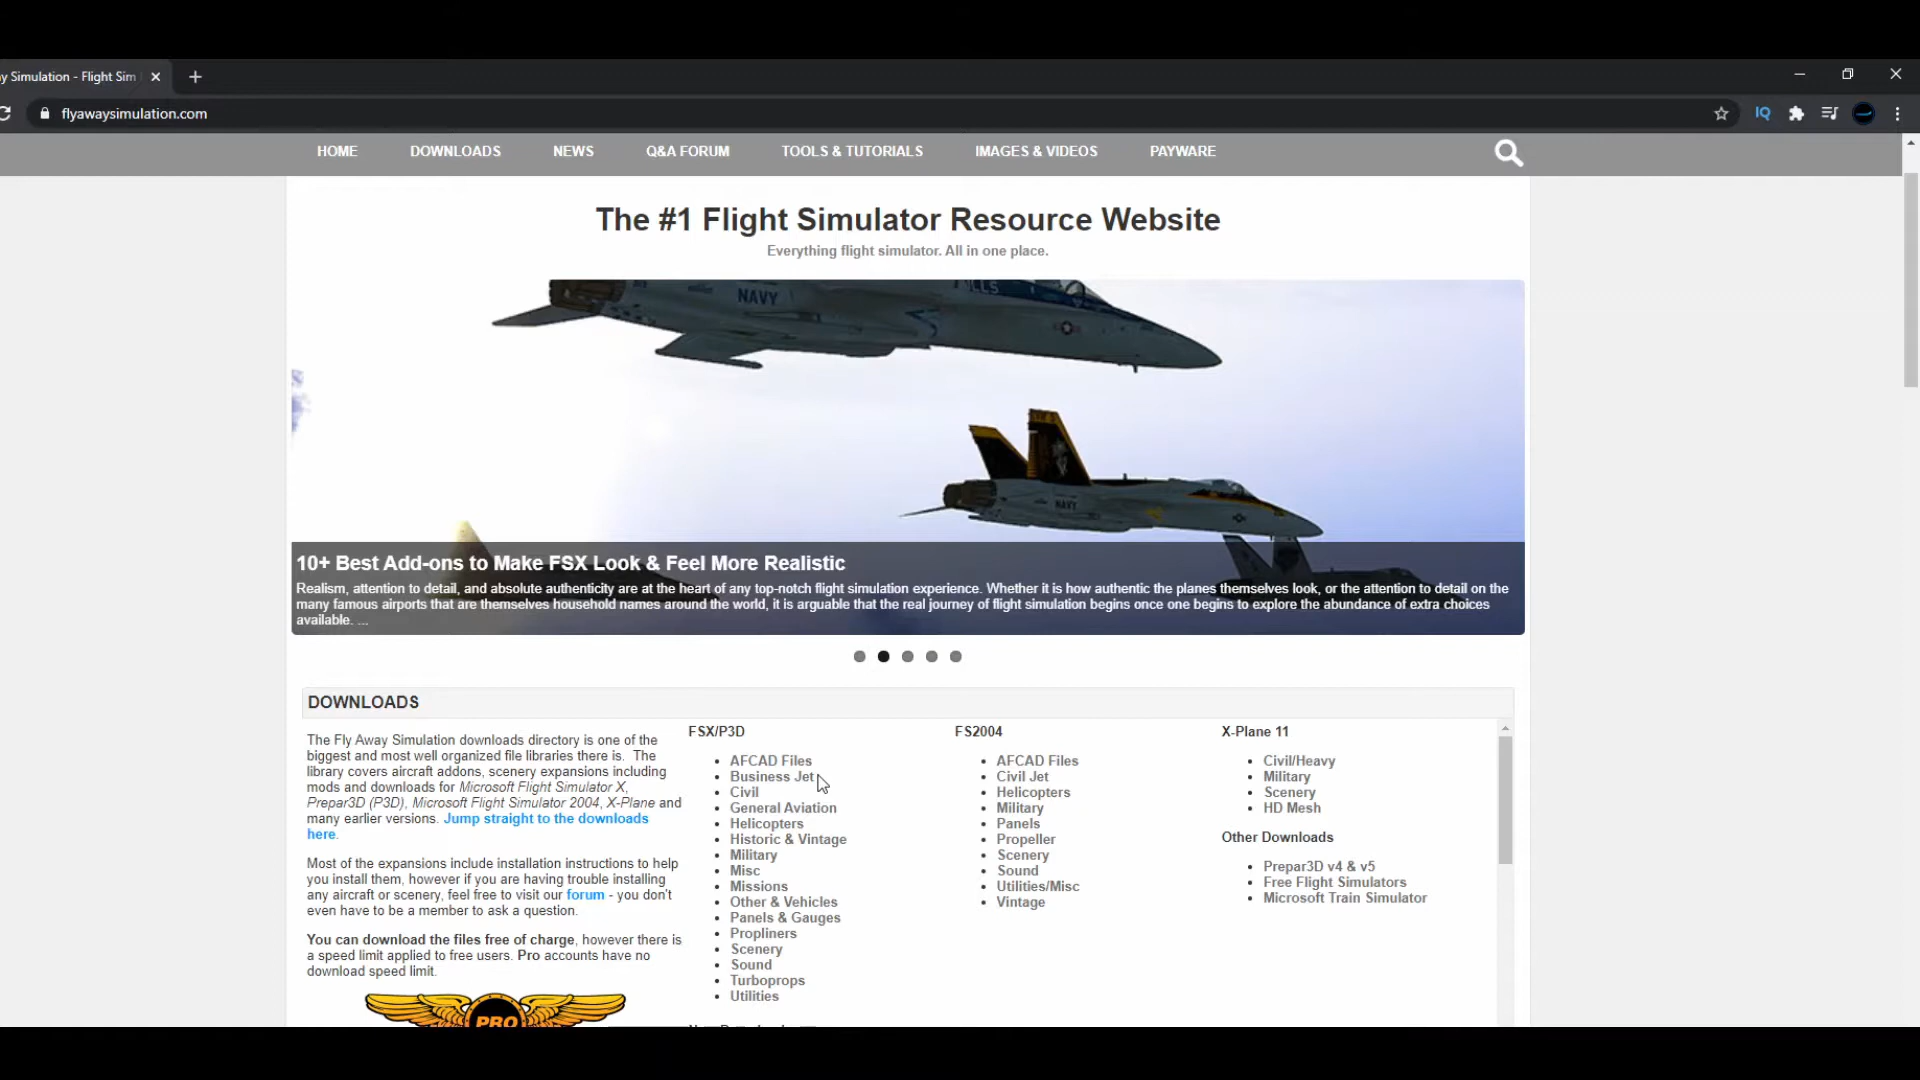 y Simulation - Flight Sim
flyawaysimulation.com
IQ
HOME DOWNLOADS NEWS Q&A FORUM TOOLS & TUTORIALS IMAGES & VIDEOS PAYWARE
The #1 Flight Simulator Resource Website
Everything flight simulator. All in one place.
NAVY
NAVY
10+ Best Add-ons to Make FSX Look & Feel More Realistic
Realism, attention to detail, and absolute authenticity are at the heart of any top-notch flight simulation experience. Whether it is how authentic the planes themselves look, or the attention to detail on the
many famous airports that are themselves household names around the world, it is arguable that the real journey of flight simulation begins once one begins to explore the abundance of extra choices
available. ...
DOWNLOADS
The Fly Away Simulation downloads directory is one of the
biggest and most well organized file libraries there is. The
library covers aircraft addons, scenery expansions including
mods and downloads for Microsoft Flight Simulator X,
Prepar3D (P3D), Microsoft Flight Simulator 2004, X-Plane and
many earlier versions. Jump straight to the downloads
here.
Most of the expansions include installation instructions to help
you install them, however if you are having trouble installing
any aircraft or scenery, feel free to visit our forum - you don't
even have to be a member to ask a question.
You can download the files free of charge, however there is
a speed limit applied to free users. Pro accounts have no
download speed limit.
PRO
FSX/P3D
AFCAD Files
Business Jet
Civil
General Aviation
Helicopters
Historic & Vintage
Military
Misc
Missions
Other & Vehicles
Panels & Gauges
Propliners
Scenery
Sound
Turboprops
Utilities
FS2004
AFCAD Files
Civil Jet
Helicopters
Military
Panels
Propeller
Scenery
Sound
Utilities/Misc
Vintage
X-Plane 11
Civil/Heavy
Military
Scenery
HD Mesh
Other Downloads
Prepar3D v4 & v5
Free Flight Simulators
Microsoft Train Simulator